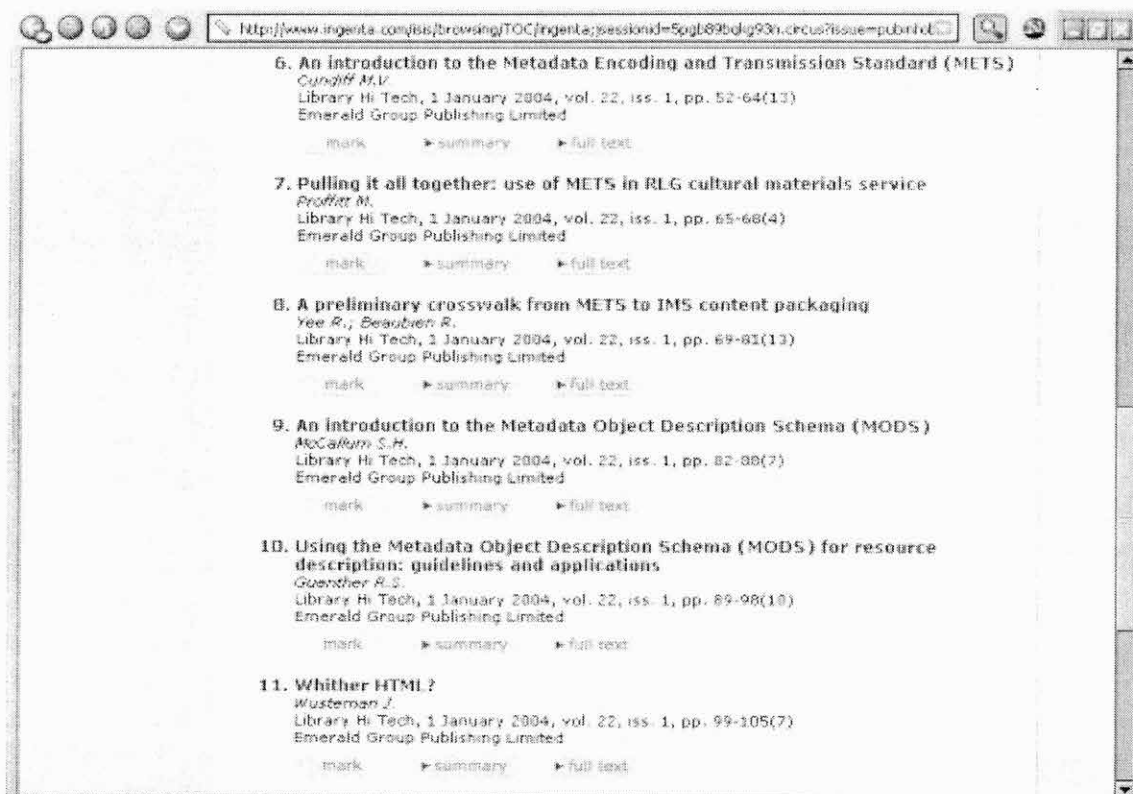 http://www.ingenta.com/isis/browsing/TOC/ingenta;jsessionid=5pgb89bqkg93n.circus?issue=pubinfobi
6. An introduction to the Metadata Encoding and Transmission Standard (METS)
Cundiff M.V.
Library Hi Tech, 1 January 2004, vol. 22, iss. 1, pp. 52-64(13)
Emerald Group Publishing Limited
mark ▸summary ▸full text
7. Pulling it all together: use of METS in RLG cultural materials service
Proffitt M.
Library Hi Tech, 1 January 2004, vol. 22, iss. 1, pp. 65-68(4)
Emerald Group Publishing Limited
mark ▸summary ▸full text
8. A preliminary crosswalk from METS to IMS content packaging
Yee R.; Beaubien R.
Library Hi Tech, 1 January 2004, vol. 22, iss. 1, pp. 69-81(13)
Emerald Group Publishing Limited
mark ▸summary ▸full text
9. An introduction to the Metadata Object Description Schema (MODS)
McCallum S.H.
Library Hi Tech, 1 January 2004, vol. 22, iss. 1, pp. 82-88(7)
Emerald Group Publishing Limited
mark ▸summary ▸full text
10. Using the Metadata Object Description Schema (MODS) for resource
description: guidelines and applications
Guenther R.S.
Library Hi Tech, 1 January 2004, vol. 22, iss. 1, pp. 89-98(10)
Emerald Group Publishing Limited
mark ▸summary ▸full text
11. Whither HTML?
Wusteman J.
Library Hi Tech, 1 January 2004, vol. 22, iss. 1, pp. 99-105(7)
Emerald Group Publishing Limited
mark ▸summary ▸full text